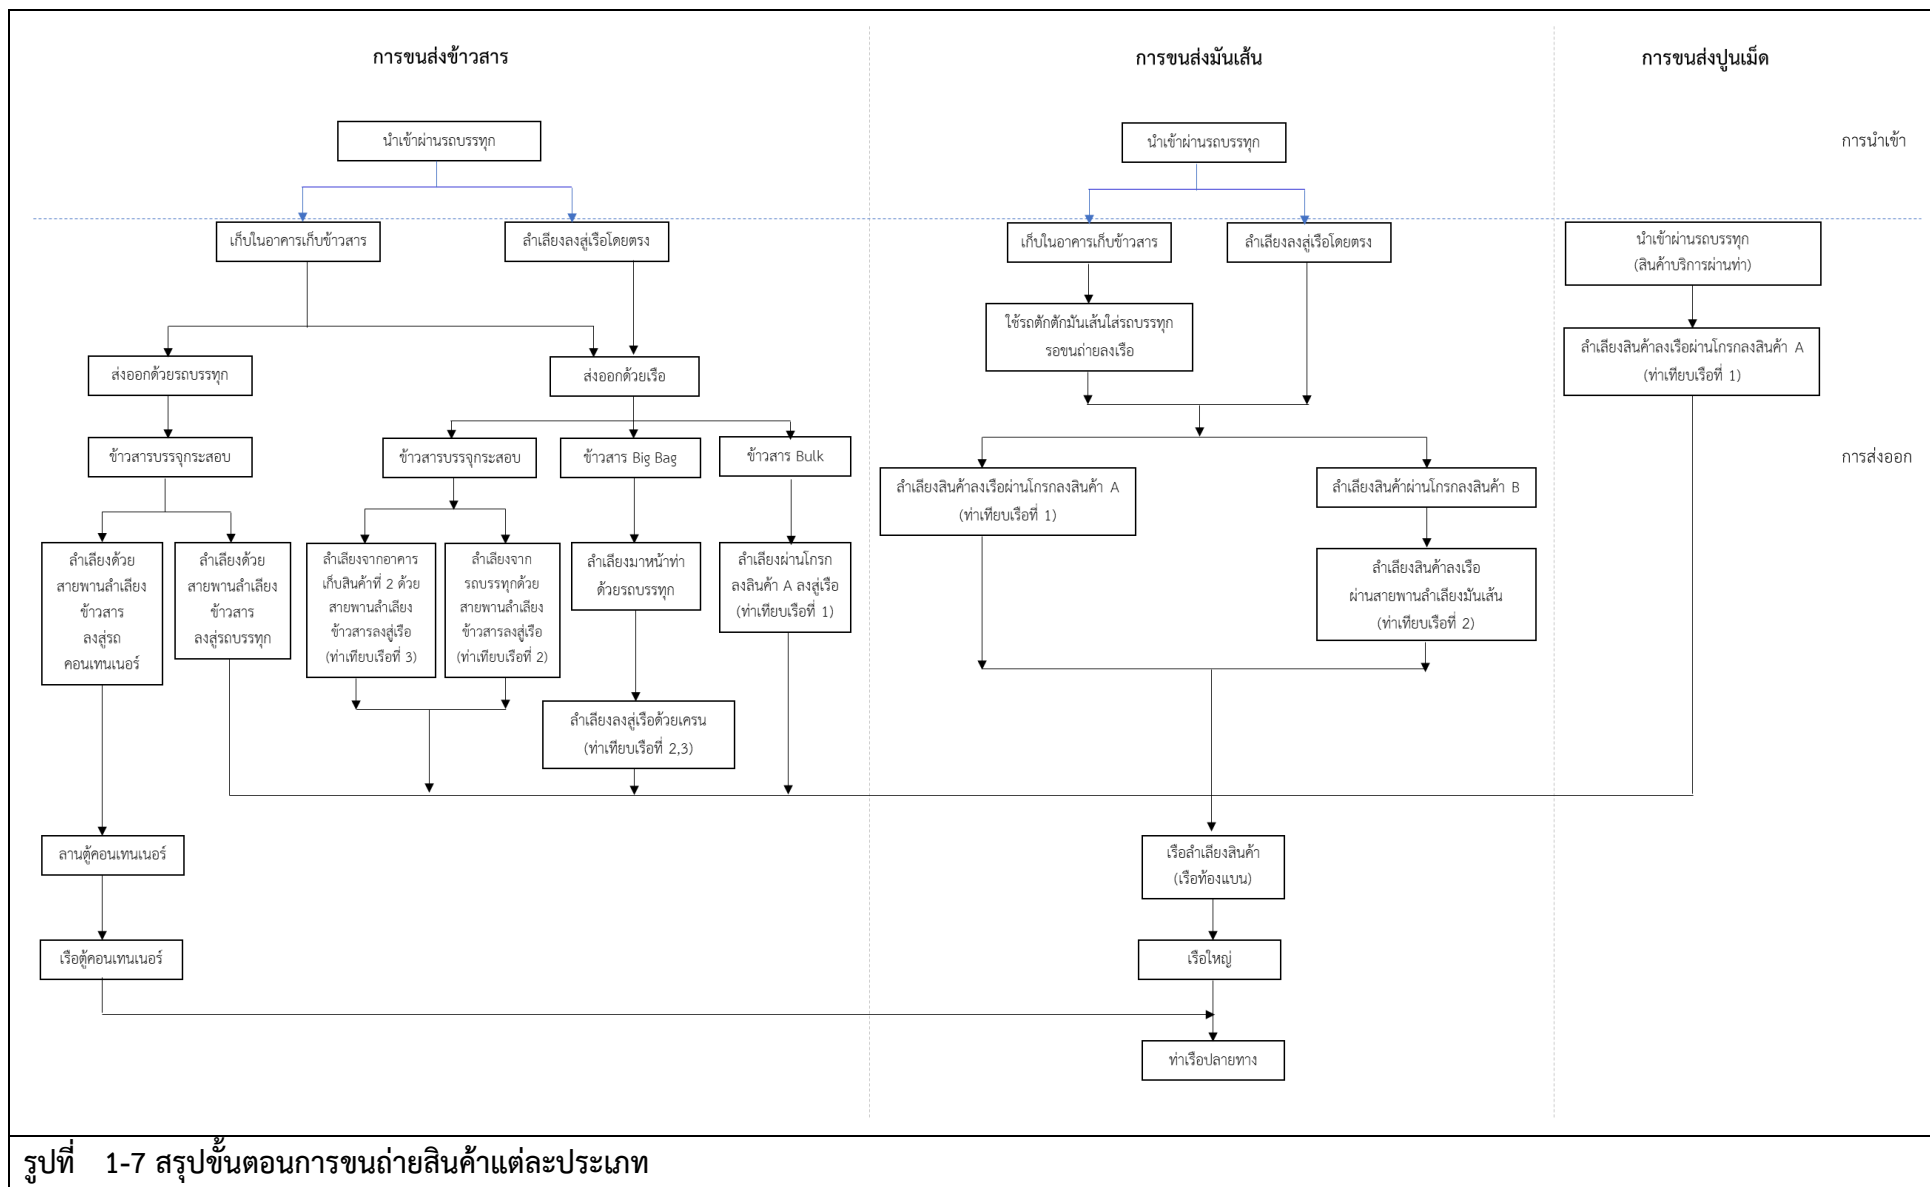 การขนส่งข้าวสาร
การขนส่งมันเส้น
การขนส่งปูนเม็ด
นำเข้าผ่านรถบรรทุก
นำเข้าผ่านรถบรรทุก
การนำเข้า
เก็บในอาคารเก็บข้าวสาร
ลำเลียงลงสู่เรือโดยตรง
เก็บในอาคารเก็บข้าวสาร
ลำเลียงลงสู่เรือโดยตรง
นำเข้าผ่านรถบรรทุก
(สินค้าบริการผ่านท่า)
ใช้รถตักตักมันเส้นใส่รถบรรทุก
รอขนถ่ายลงเรือ
ลำเลียงสินค้าลงเรือผ่านโกรกลงสินค้า A
(ท่าเทียบเรือที่ 1)
ส่งออกด้วยรถบรรทุก
ส่งออกด้วยเรือ
ข้าวสารบรรจุกระสอบ
ข้าวสารบรรจุกระสอบ
ข้าวสาร Big Bag
ข้าวสาร Bulk
การส่งออก
ลำเลียงสินค้าลงเรือผ่านโกรกลงสินค้า A
(ท่าเทียบเรือที่ 1)
ลำเลียงสินค้าผ่านโกรกลงสินค้า B
ลำเลียงด้วย
สายพานลำเลียง
ข้าวสาร
ลงสู่รถ
คอนเทนเนอร์
ลำเลียงด้วย
สายพานลำเลียง
ข้าวสาร
ลงสู่รถบรรทุก
ลำเลียงจากอาคาร
เก็บสินค้าที่ 2 ด้วย
สายพานลำเลียง
ข้าวสารลงสู่เรือ
(ท่าเทียบเรือที่ 3)
ลำเลียงจาก
รถบรรทุกด้วย
สายพานลำเลียง
ข้าวสารลงสู่เรือ
(ท่าเทียบเรือที่ 2)
ลำเลียงมาหน้าท่า
ด้วยรถบรรทุก
ลำเลียงผ่านโกรก
ลงลินค้า A ลงสู่เรือ
(ท่าเทียบเรือที่ 1)
ลำเลียงสินค้าลงเรือ
ผ่านสายพานลำเลียงมันเส้น
(ท่าเทียบเรือที่ 2)
ลำเลียงลงสู่เรือด้วยเครน
(ท่าเทียบเรือที่ 2,3)
ลานตู้คอนเทนเนอร์
เรือลำเลียงสินค้า
(เรือท้องแบน)
เรือตู้คอนเทนเนอร์
เรือใหญ่
ท่าเรือปลายทาง
รูปที่ 1-7 สรุปขั้นตอนการขนถ่ายสินค้าแต่ละประเภท